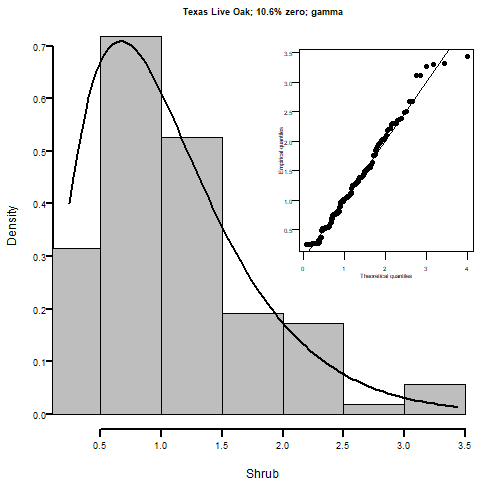 Texas Live Oak; 10.6% zero; gamma
Density
0.0 0.1 0.2 0.3 0.4 0.5 0.6 0.7
0.5 1.0 1.5 2.0 2.5 3.0 3.5
Shrub
Empirical quantiles
0.5 1.0 1.5 2.0 2.5 3.0 3.5
0 1 2 3 4
Theoretical quantiles